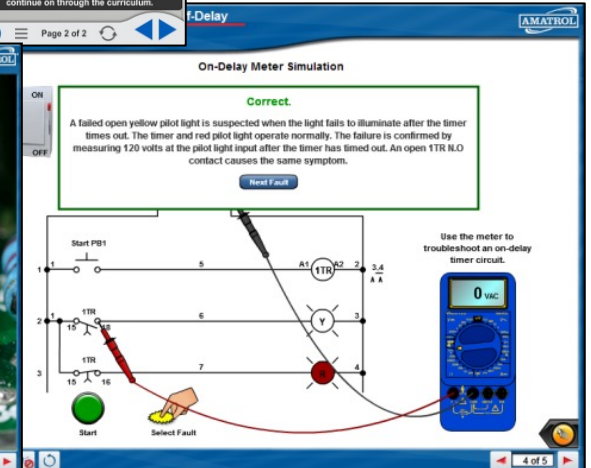 continue on through the curriculum.
Page 2 of 2
f-Delay
AMATROL
OL
On-Delay Meter Simulation
ON
OFF
Correct.
A failed open yellow pilot light is suspected when the light fails to illuminate after the timer
times out. The timer and red pilot light operate normally. The failure is confirmed by
measuring 120 volts at the pilot light input after the timer has timed out. An open 1TR N.O
contact causes the same symptom.
Next Fault
Use the meter to
troubleshoot an on-delay
timer circuit.
0 VAC
Start PB1
1 1 5 A1 1TR A2 2 3,4
A A
1TR
2 1 15 18 6 Y 3
1TR
3 15 16 7 R 4
Start
Select Fault
4 of 5